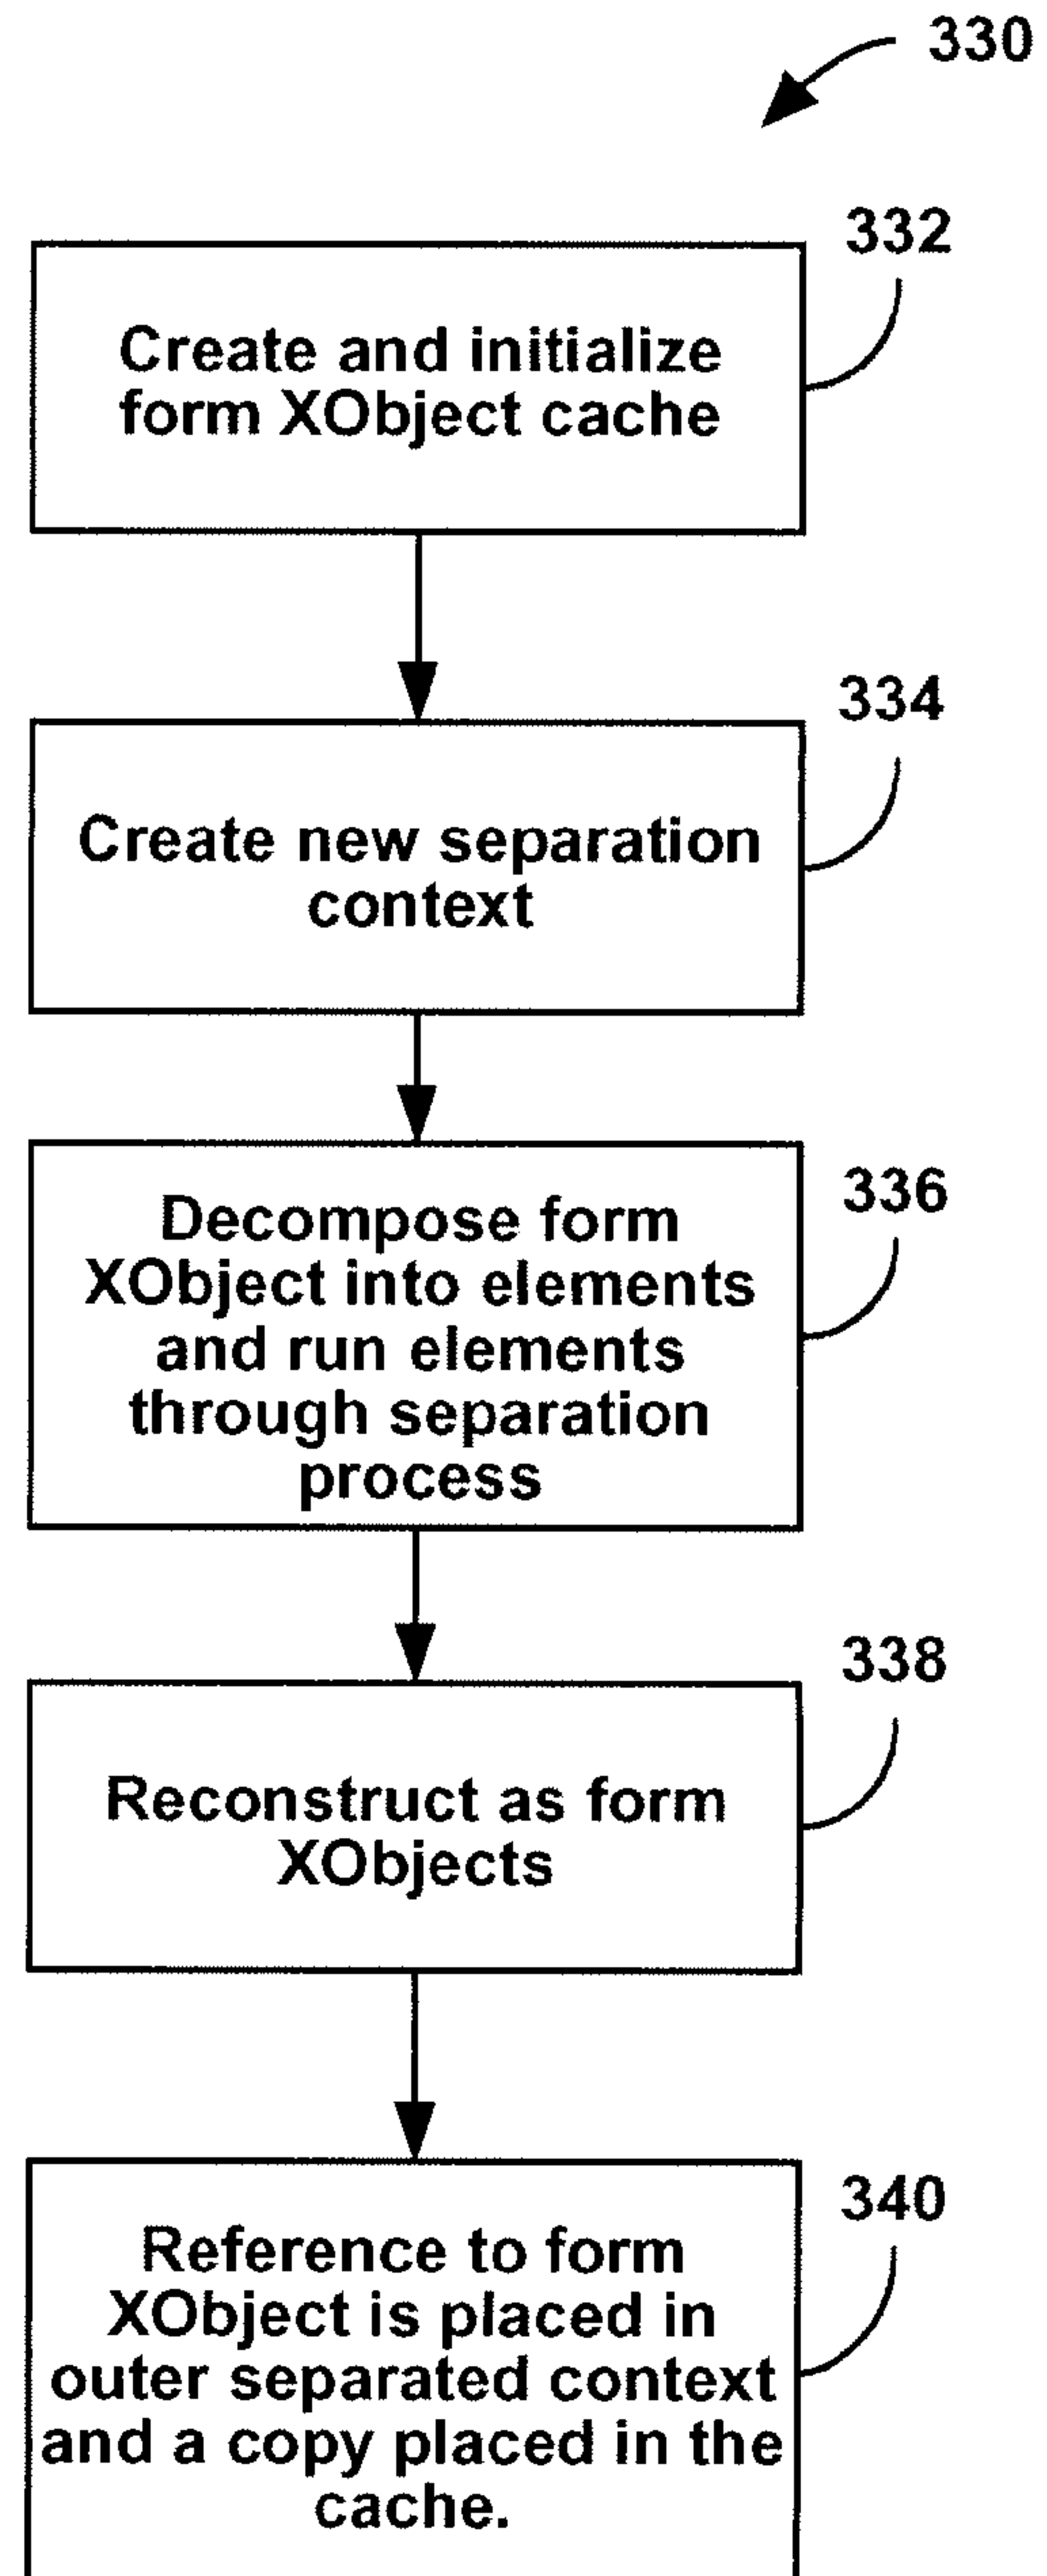 330
332
Create and initialize
form XObject cache
334
Create new separation
context
336
Decompose form
XObject into elements
and run elements
through separation
process
338
Reconstruct as form
XObjects
340
Reference to form
XObject is placed in
outer separated context
and a copy placed in the
cache.